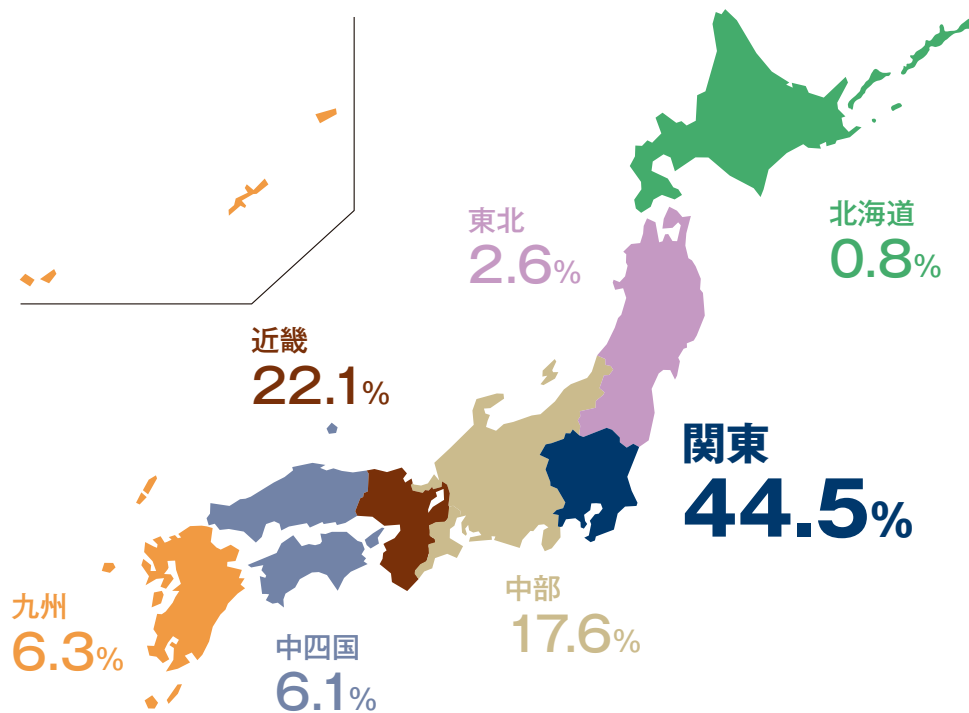 北海道
0.8%
東北
2.6%
近畿
22.1%
関東
44.5%
中部
17.6%
中四国
6.1%
九州
6.3%